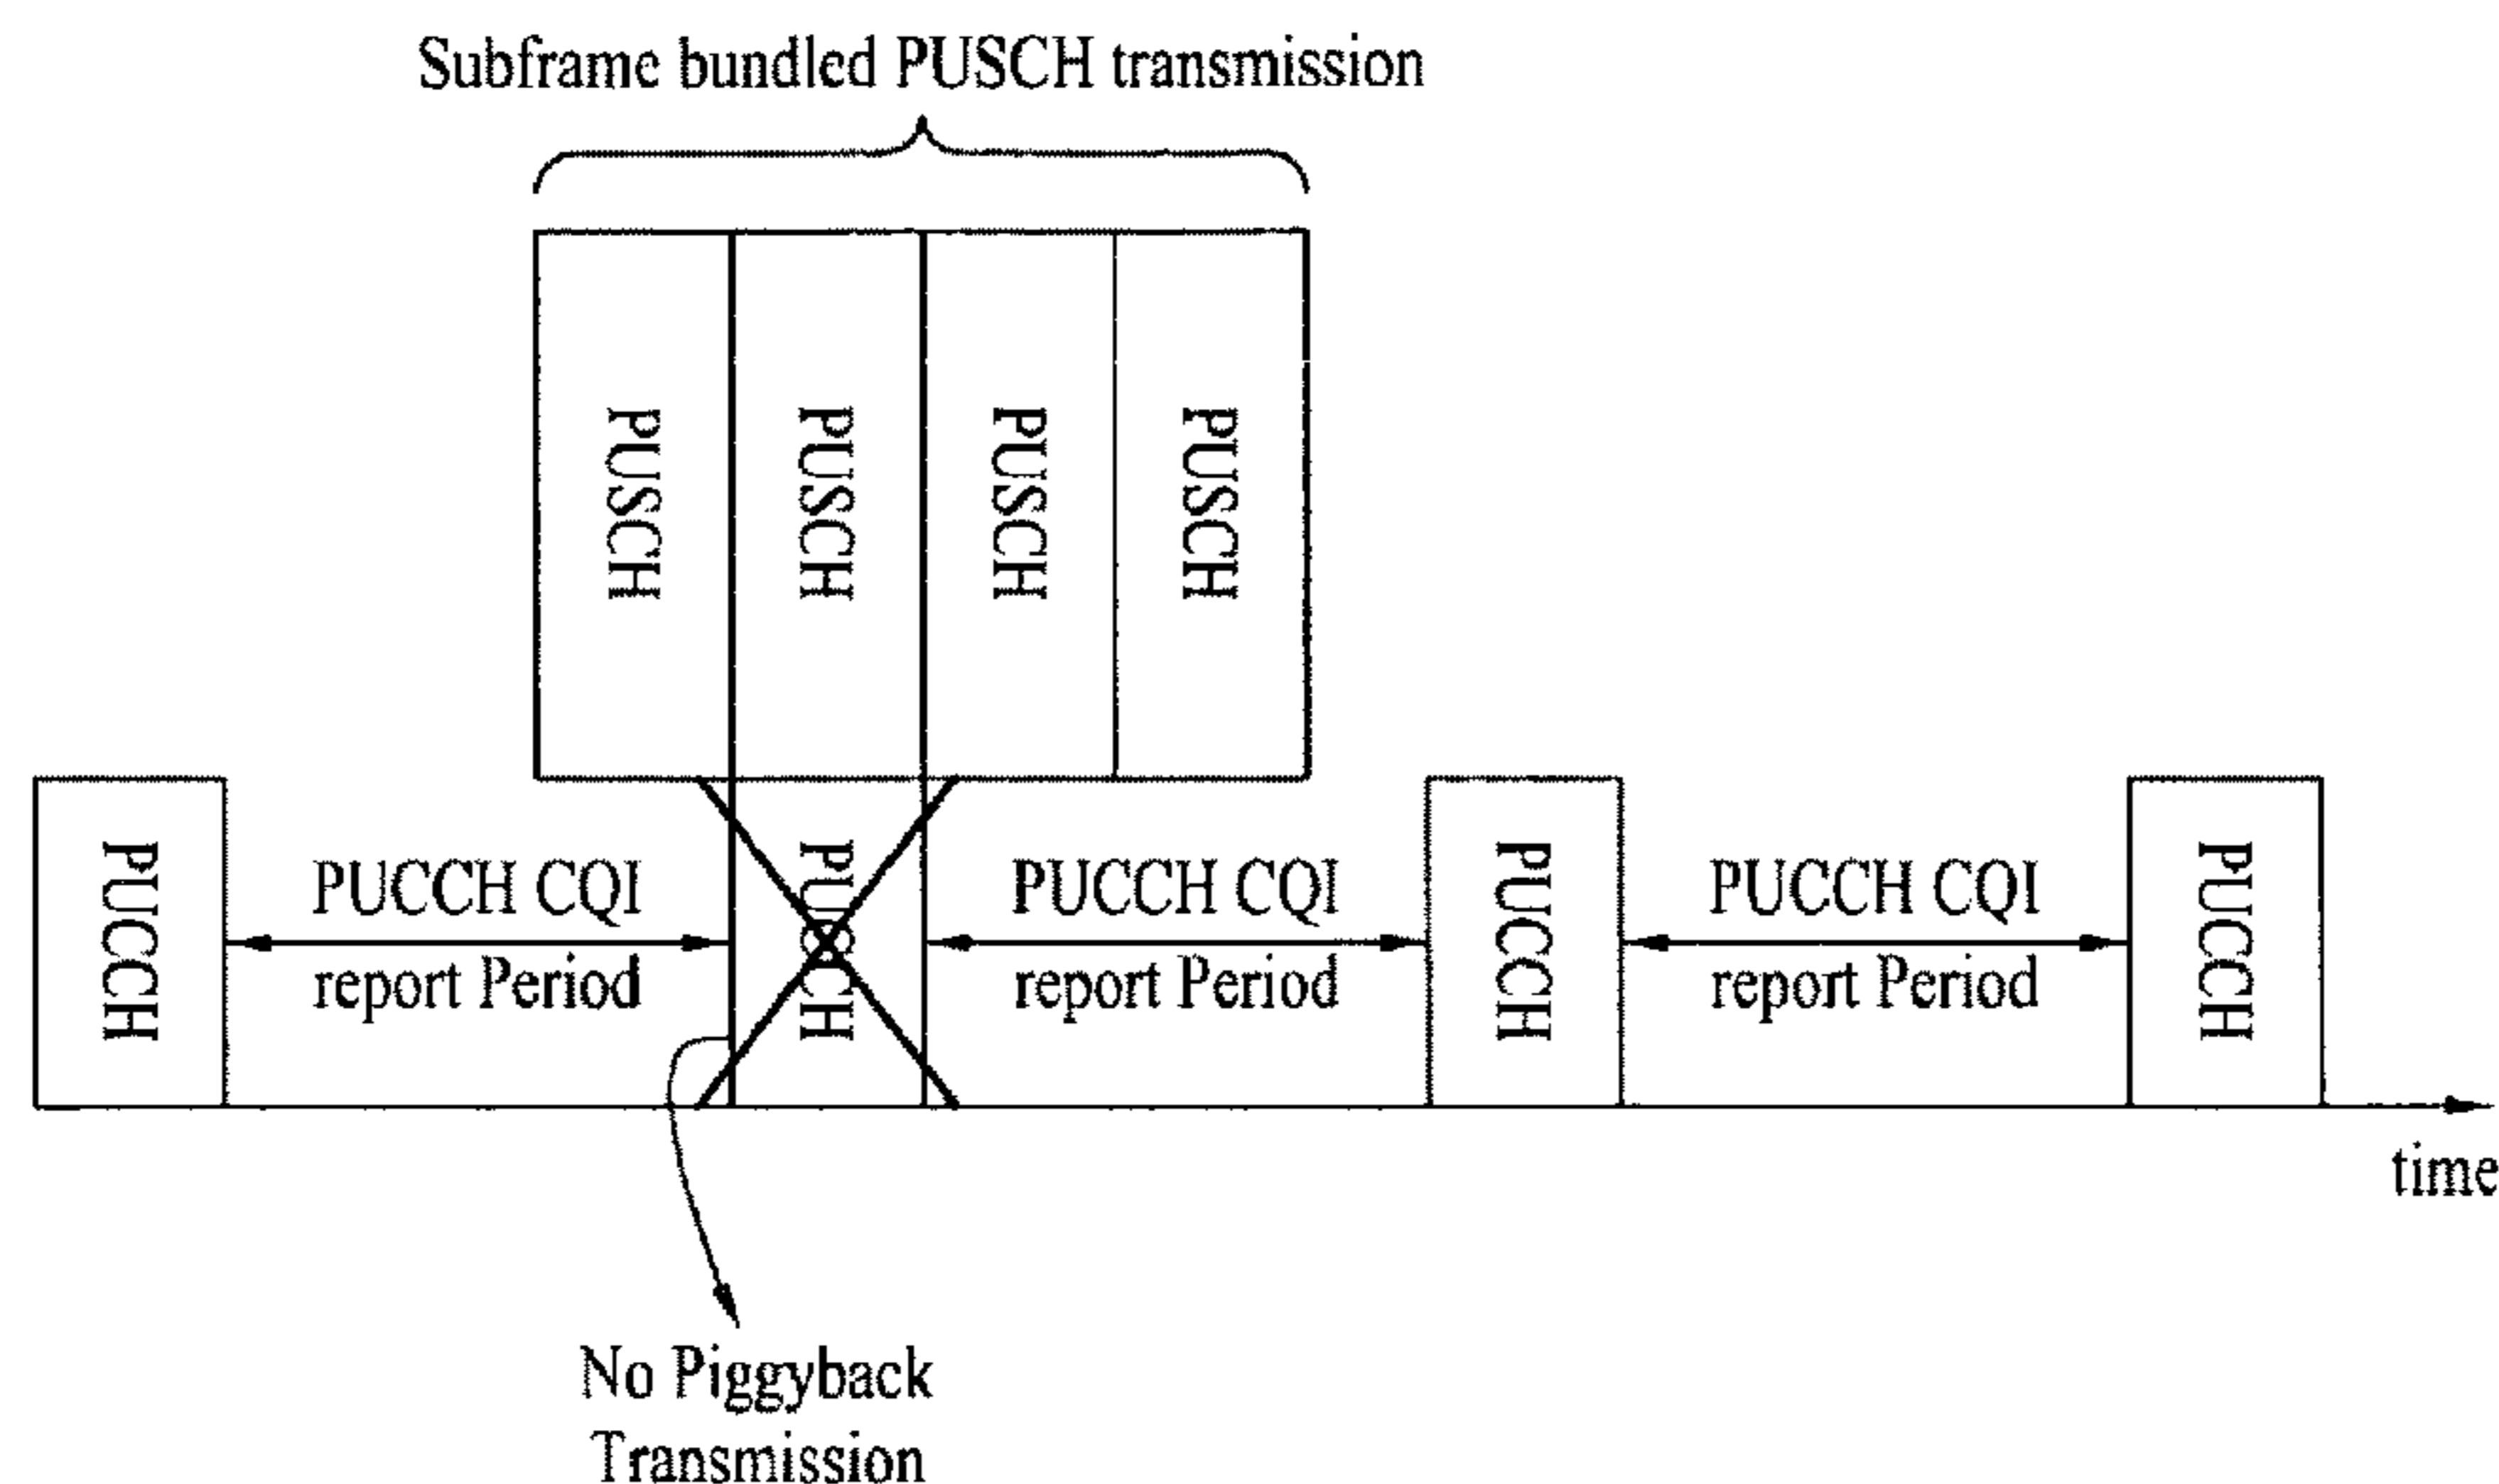 Subframe bundled PUSCH transmission
PUSCH
PUSCH
PUSCH
PUSCH
PUCCH
PUCCH CQI
report Period
PUCCH
PUCCH CQI
report Period
PUCCH
PUCCH CQI
report Period
PUCCH
time
No Piggyback
Transmission